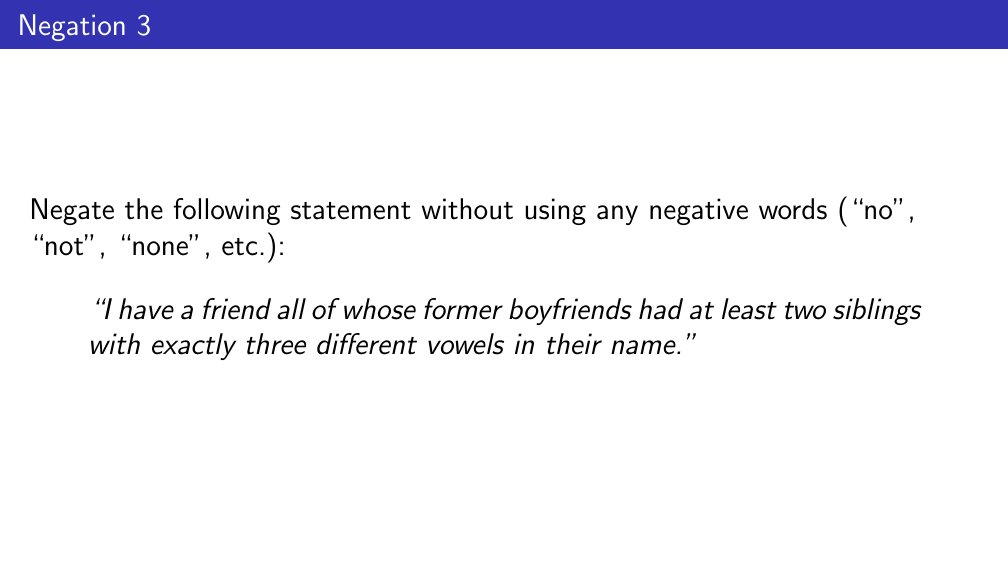 Negation 3
Negate the following statement without using any negative words (“no”,
“not”, “none”, etc.):
“I have a friend all of whose former boyfriends had at least two siblings
with exactly three different vowels in their name.”